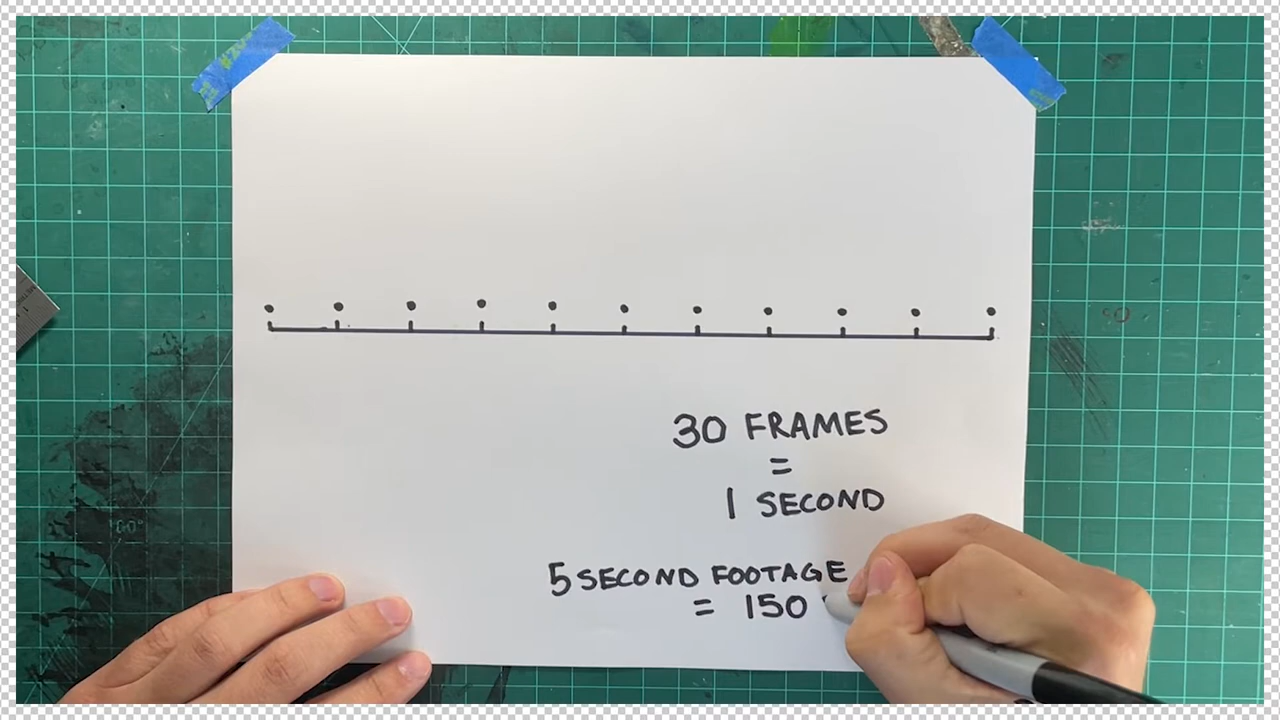 30 FRAMES
=
1 SECOND
5 SECOND FOOTAGE
= 150